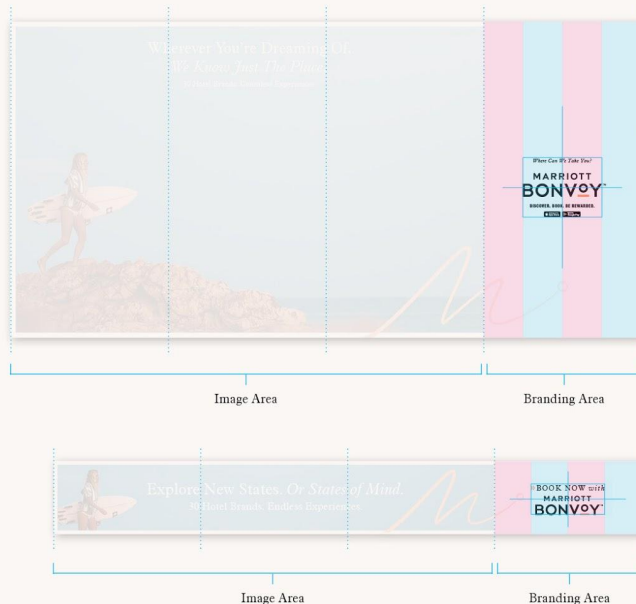 Wherever You're Dreaming Of,
We Know Just The Place.
Where Can We Take You?
MARRIOTT
BONVOY™
DISCOVER. BOOK. BE REWARDED.
Image Area
Branding Area
Explore New States. Or States of Mind.
30 Hotel Brands. Endless Experiences.
BOOK NOW with
MARRIOTT
BONVOY™
Image Area
Branding Area